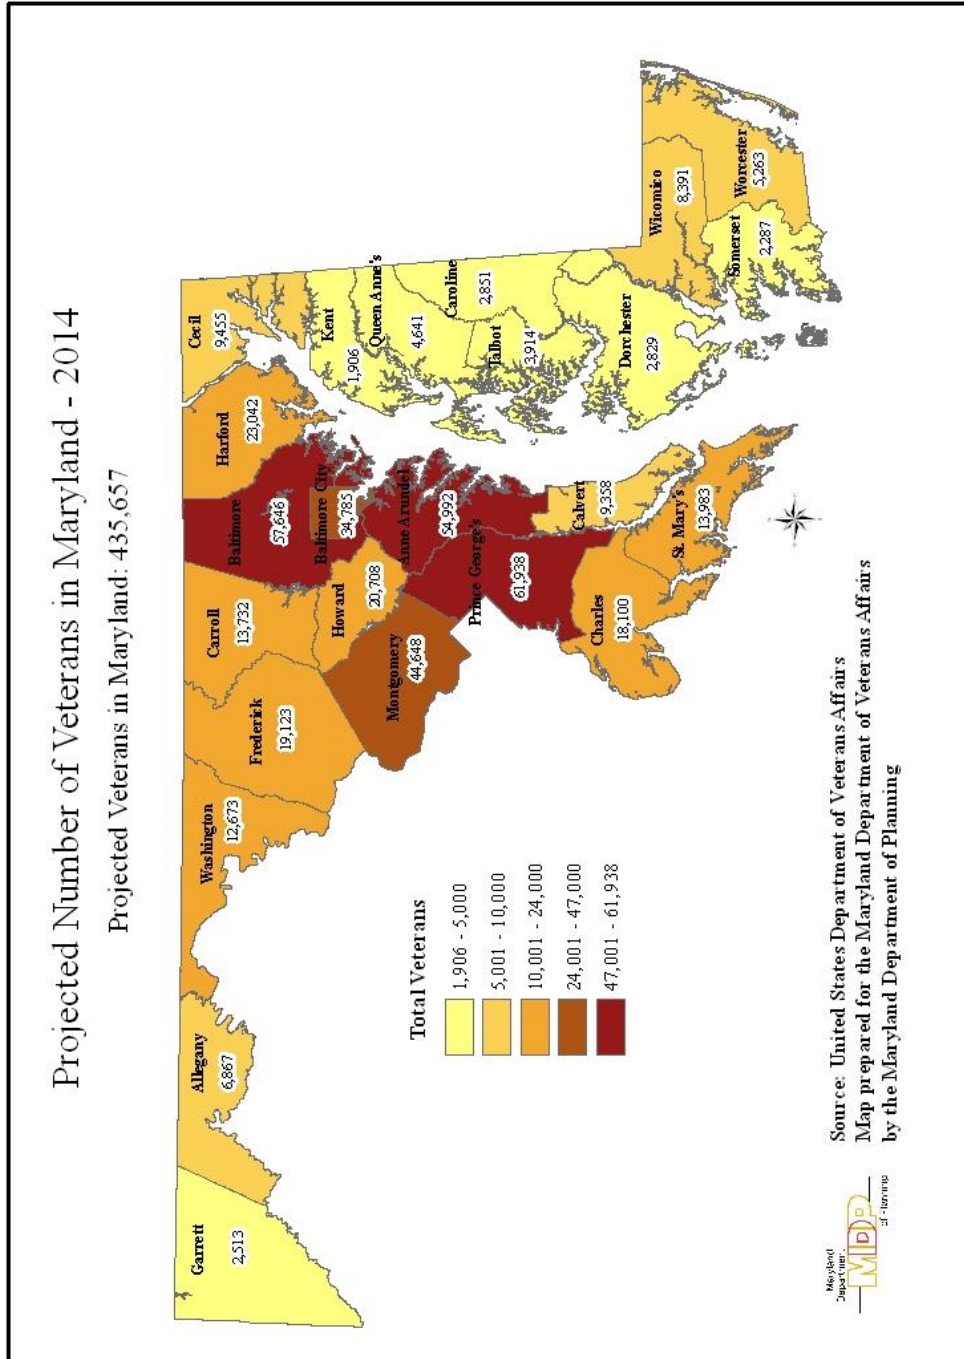 Projected Number of Veterans in Maryland - 2014
Projected Veterans in Maryland: 435,657
Garrett
2,513
Allegany
6,867
Washington
12,673
Frederick
19,123
Carroll
13,732
Baltimore
57,646
Baltimore City
34,785
Harford
23,042
Cecil
9,455
Howard
20,708
Montgomery
44,648
Anne Arundel
54,992
Prince George's
61,938
Kent
1,906
Queen Anne's
4,641
Caroline
2,851
Talbot
3,914
Dorchester
2,829
Calvert
9,358
Charles
18,100
St. Mary's
13,983
Wicomico
8,391
Somerset
2,287
Worcester
5,263
Total Veterans
1,906 - 5,000
5,001 - 10,000
10,001 - 24,000
24,001 - 47,000
47,001 - 61,938
Maryland
Department
MDP
of Planning
Source: United States Department of Veterans Affairs
Map prepared for the Maryland Department of Veterans Affairs
by the Maryland Department of Planning